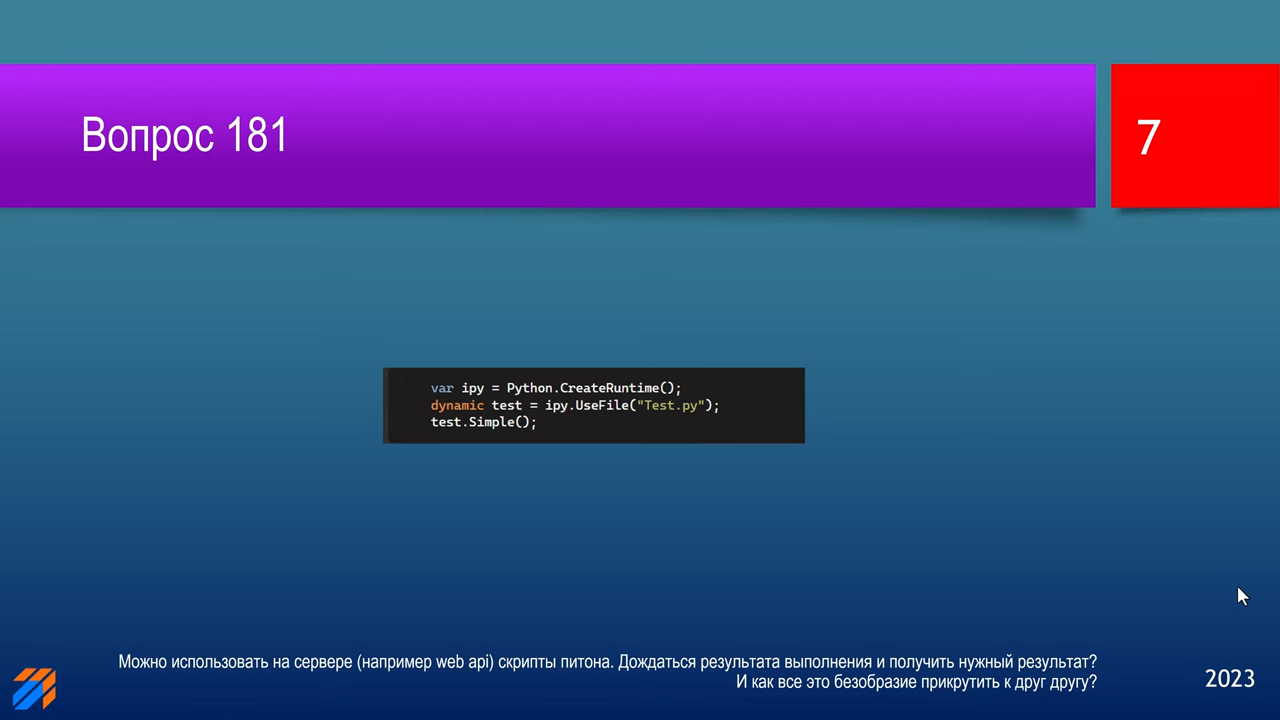 Вопрос 181
7
var ipy = Python.CreateRuntime();
dynamic test = ipy.UseFile("Test.py");
test.Simple();
Можно использовать на сервере (например web api) скрипты питона. Дождаться результата выполнения и получить нужный результат?
И как все это безобразие прикрутить к друг другу?
2023